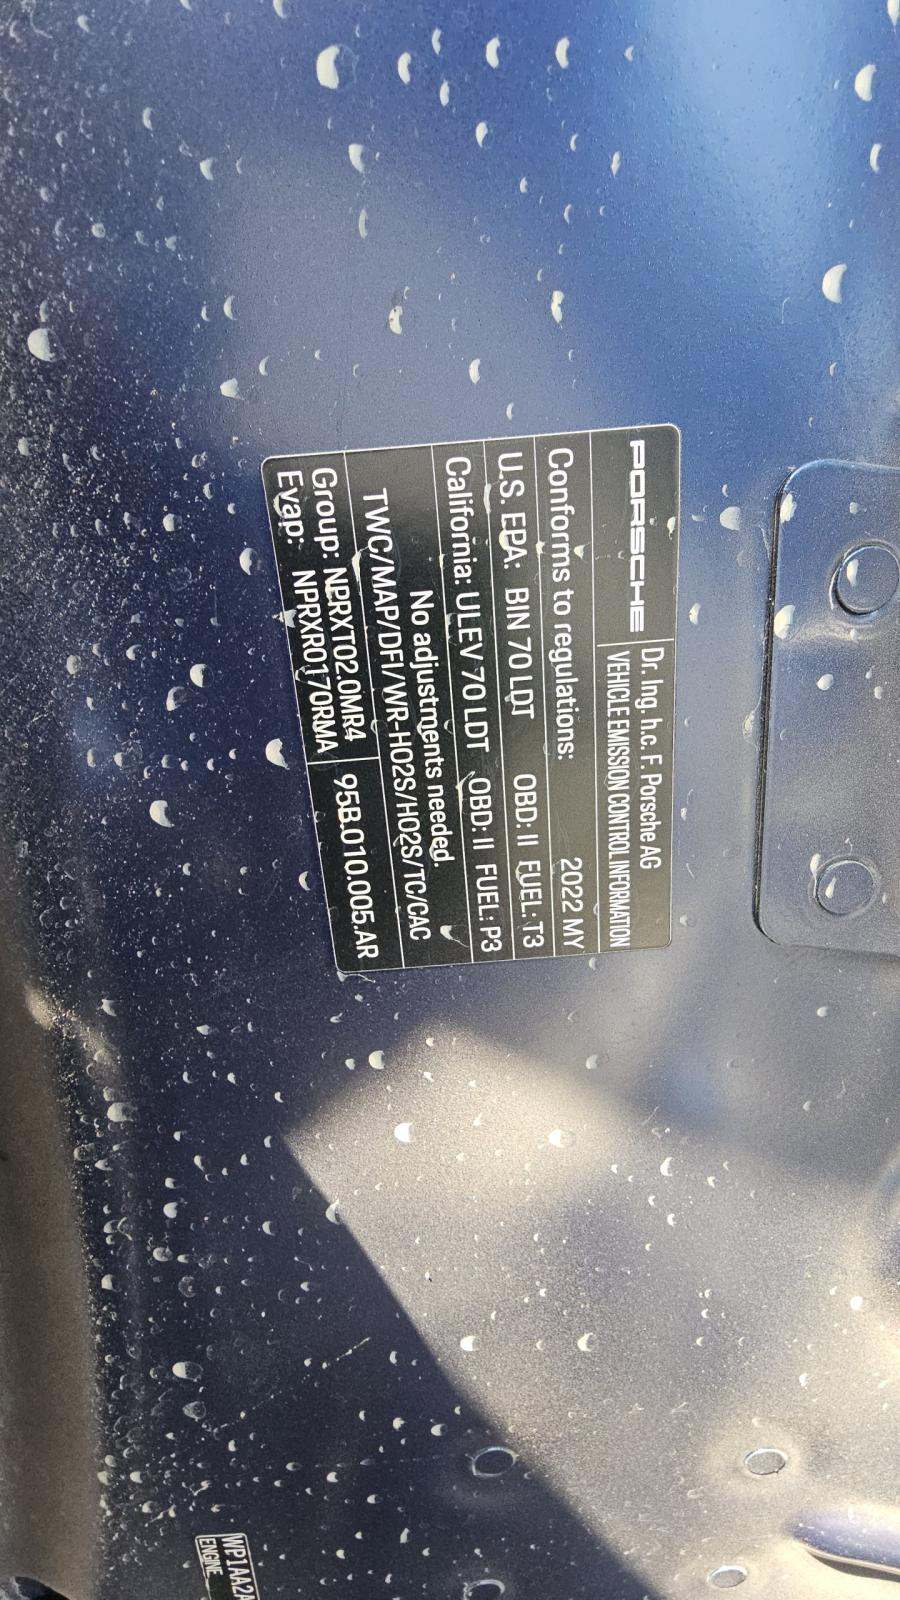 PORSCHE
Dr. Ing. h.c. F. Porsche AG
VEHICLE EMISSION CONTROL INFORMATION
Conforms to regulations: 2022 MY
U.S. EPA: BIN 70 LDT OBD: II FUEL: T3
California: ULEV 70 LDT OBD: II FUEL: P3
No adjustments needed.
TWC/MAP/DFI/WR-HO2S/HO2S/TC/CAC
Group: NPRXT02.0MR4
Evap: NPRXR0170RMA
95B.010.005.AR
WP1AA2A
ENGINE